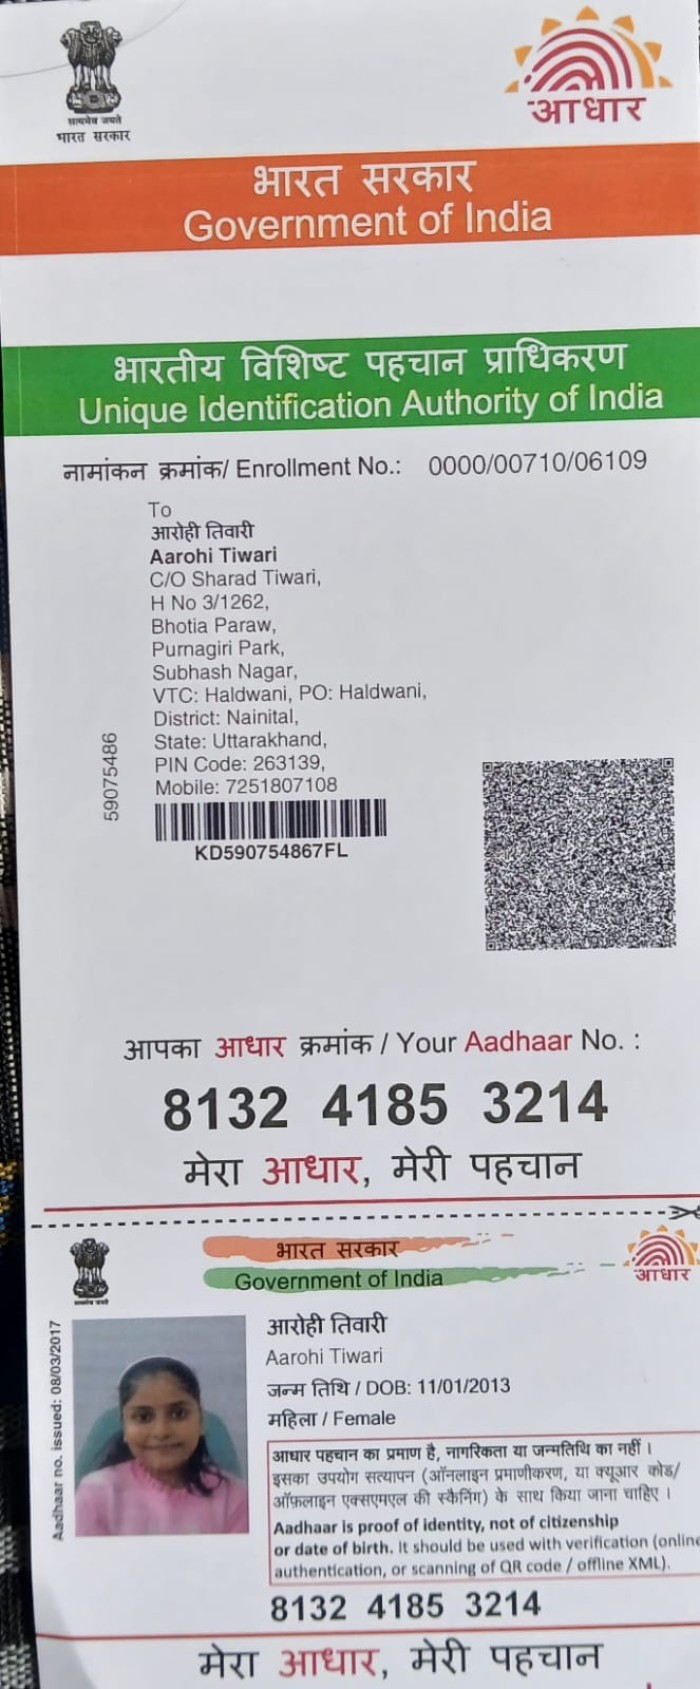 सत्यमेव जयते
भारत सरकार
आधार
भारत सरकार
Government of India
भारतीय विशिष्ट पहचान प्राधिकरण
Unique Identification Authority of India
नामांकन क्रमांक/ Enrollment No.: 0000/00710/06109
To
आरोही तिवारी
Aarohi Tiwari
C/O Sharad Tiwari,
H No 3/1262,
Bhotia Paraw,
Purnagiri Park,
Subhash Nagar,
VTC: Haldwani, PO: Haldwani,
District: Nainital,
State: Uttarakhand,
PIN Code: 263139,
Mobile: 7251807108
59075486
KD590754867FL
आपका आधार क्रमांक / Your Aadhaar No. :
8132 4185 3214
मेरा आधार, मेरी पहचान
भारत सरकार
Government of India
आधार
Aadhaar no. issued: 08/03/2017
आरोही तिवारी
Aarohi Tiwari
जन्म तिथि / DOB: 11/01/2013
महिला / Female
आधार पहचान का प्रमाण है, नागरिकता या जन्मतिथि का नहीं ।
इसका उपयोग सत्यापन (ऑनलाइन प्रमाणीकरण, या क्यूआर कोड/
ऑफ़लाइन एक्सएमएल की स्कैनिंग) के साथ किया जाना चाहिए ।
Aadhaar is proof of identity, not of citizenship
or date of birth. It should be used with verification (online
authentication, or scanning of QR code / offline XML).
8132 4185 3214
मेरा आधार, मेरी पहचान